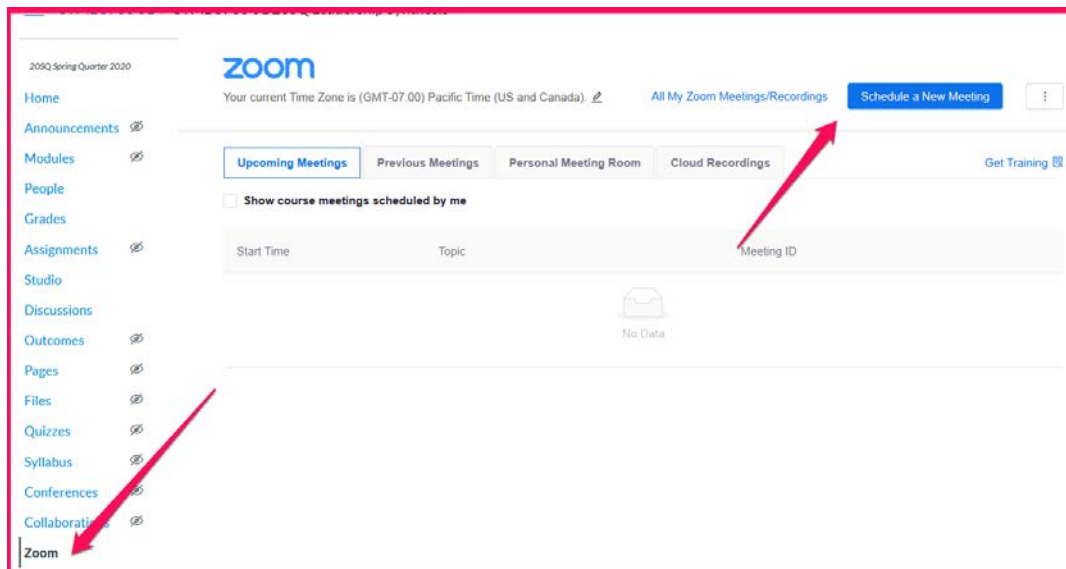 20SQ Spring Quarter 2020
Home
Announcements
Modules
People
Grades
Assignments
Studio
Discussions
Outcomes
Pages
Files
Quizzes
Syllabus
Conferences
Collaborations
Zoom
zoom
Your current Time Zone is (GMT-07:00) Pacific Time (US and Canada).
All My Zoom Meetings/Recordings
Schedule a New Meeting
Upcoming Meetings
Previous Meetings
Personal Meeting Room
Cloud Recordings
Get Training
Show course meetings scheduled by me
Start Time
Topic
Meeting ID
No Data